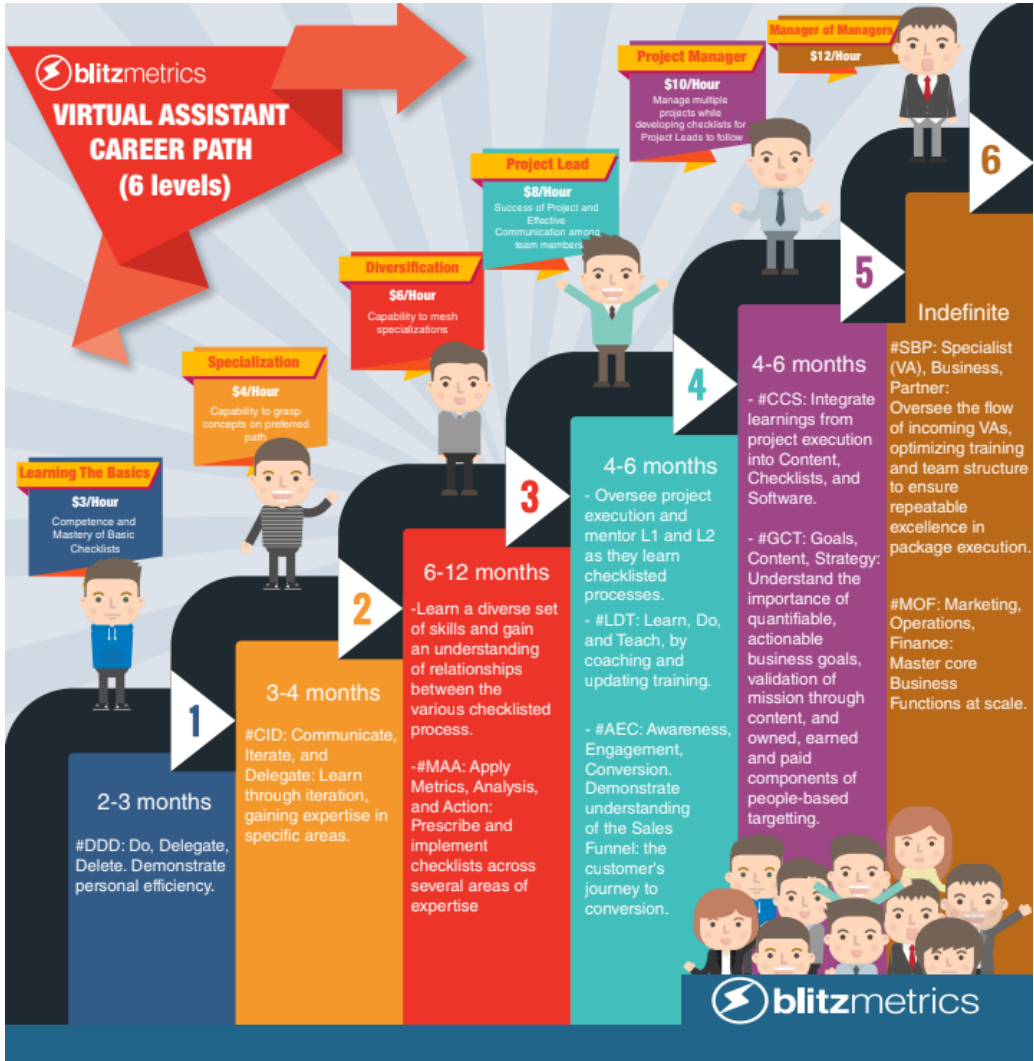 blitzmetrics
VIRTUAL ASSISTANT
CAREER PATH
(6 levels)
Learning The Basics
$3/Hour
Competence and
Mastery of Basic
Checklists
1
2-3 months
#DDD: Do, Delegate,
Delete. Demonstrate
personal efficiency.
Specialization
$4/Hour
Capability to grasp
concepts on preferred
path
2
3-4 months
#CID: Communicate,
Iterate, and
Delegate: Learn
through iteration,
gaining expertise in
specific areas.
Diversification
$6/Hour
Capability to mesh
specializations
3
6-12 months
-Learn a diverse set
of skills and gain
an understanding
of relationships
between the
various checklisted
process.
-#MAA: Apply
Metrics, Analysis,
and Action:
Prescribe and
implement
checklists across
several areas of
expertise
Project Lead
$8/Hour
Success of Project and
Effective
Communication among
team members
4
4-6 months
- Oversee project
execution and
mentor L1 and L2
as they learn
checklisted
processes.
- #LDT: Learn, Do,
and Teach, by
coaching and
updating training.
- #AEC: Awareness,
Engagement,
Conversion.
Demonstrate
understanding
of the Sales
Funnel: the
customer's
journey to
conversion.
Project Manager
$10/Hour
Manage multiple
projects while
developing checklists for
Project Leads to follow
5
4-6 months
- #CCS: Integrate
learnings from
project execution
into Content,
Checklists, and
Software.
- #GCT: Goals,
Content, Strategy:
Understand the
importance of
quantifiable,
actionable
business goals,
validation of
mission through
content, and
owned, earned
and paid
components of
people-based
targetting.
Manager of Managers
$12/Hour
6
Indefinite
#SBP: Specialist
(VA), Business,
Partner:
Oversee the flow
of incoming VAs,
optimizing training
and team structure
to ensure
repeatable
excellence in
package execution.
#MOF: Marketing,
Operations,
Finance:
Master core
Business
Functions at scale.
blitzmetrics